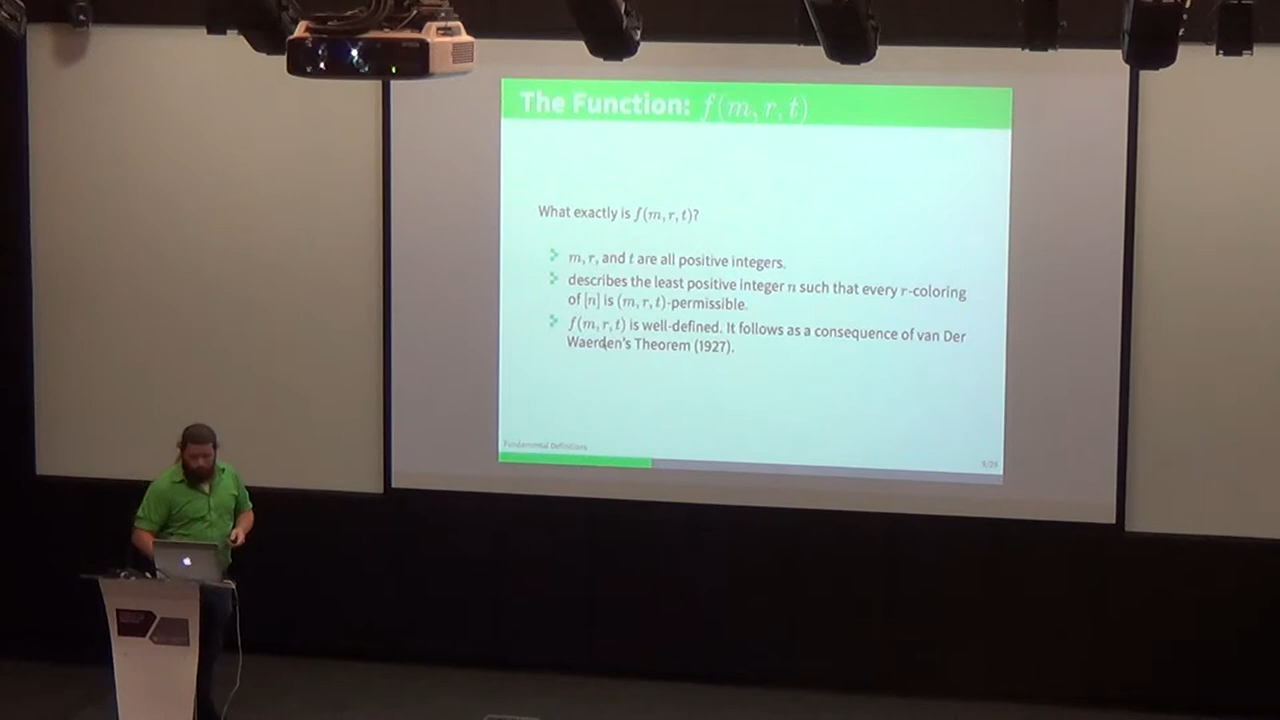 The Function: f(m, r, t)
What exactly is f(m, r, t)?
m, r, and t are all positive integers.
describes the least positive integer n such that every r-coloring
of [n] is (m, r, t)-permissible.
f(m, r, t) is well-defined. It follows as a consequence of van Der
Waerden's Theorem (1927).
Fundamental Definitions